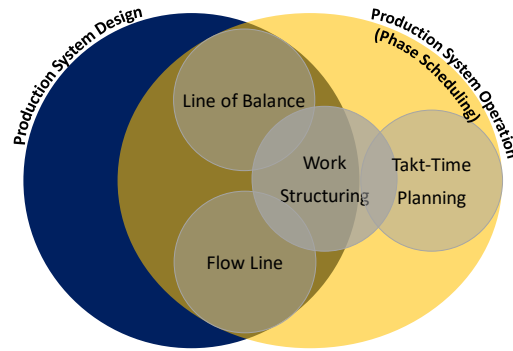 Production System Design
Production System Operation
(Phase Scheduling)
Line of Balance
Work
Structuring
Takt-Time
Planning
Flow Line